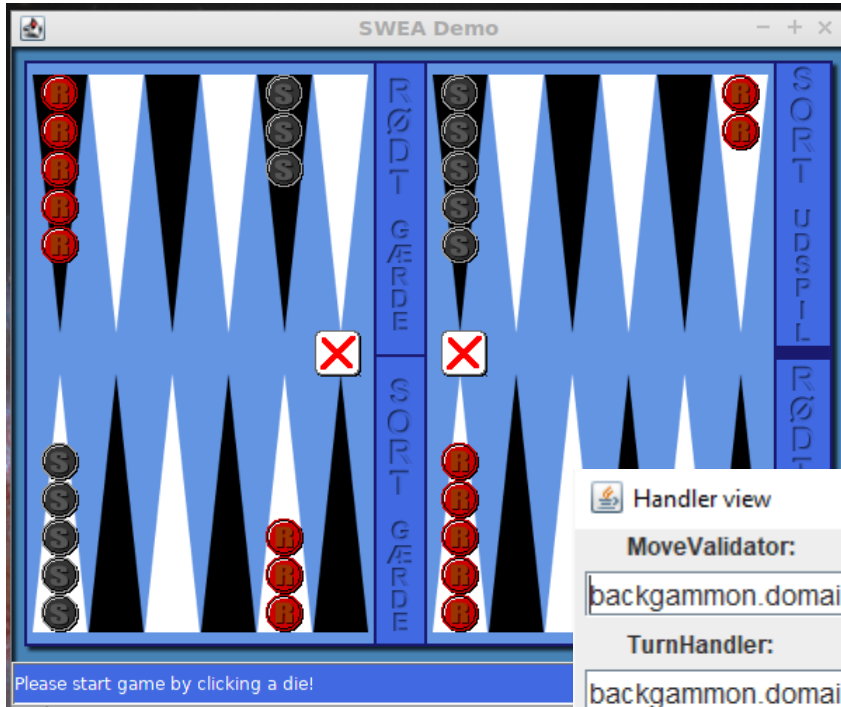 SWEA Demo
RØDT GÆRDE
SORT UDSPIL
SORT GÆRDE
RØDT
R
R
R
R
R
S
S
S
S
S
S
S
S
R
R
S
S
S
S
S
R
R
R
R
R
R
R
R
Handler view
MoveValidator:
backgammon.domai
TurnHandler:
backgammon.domai
Please start game by clicking a die!